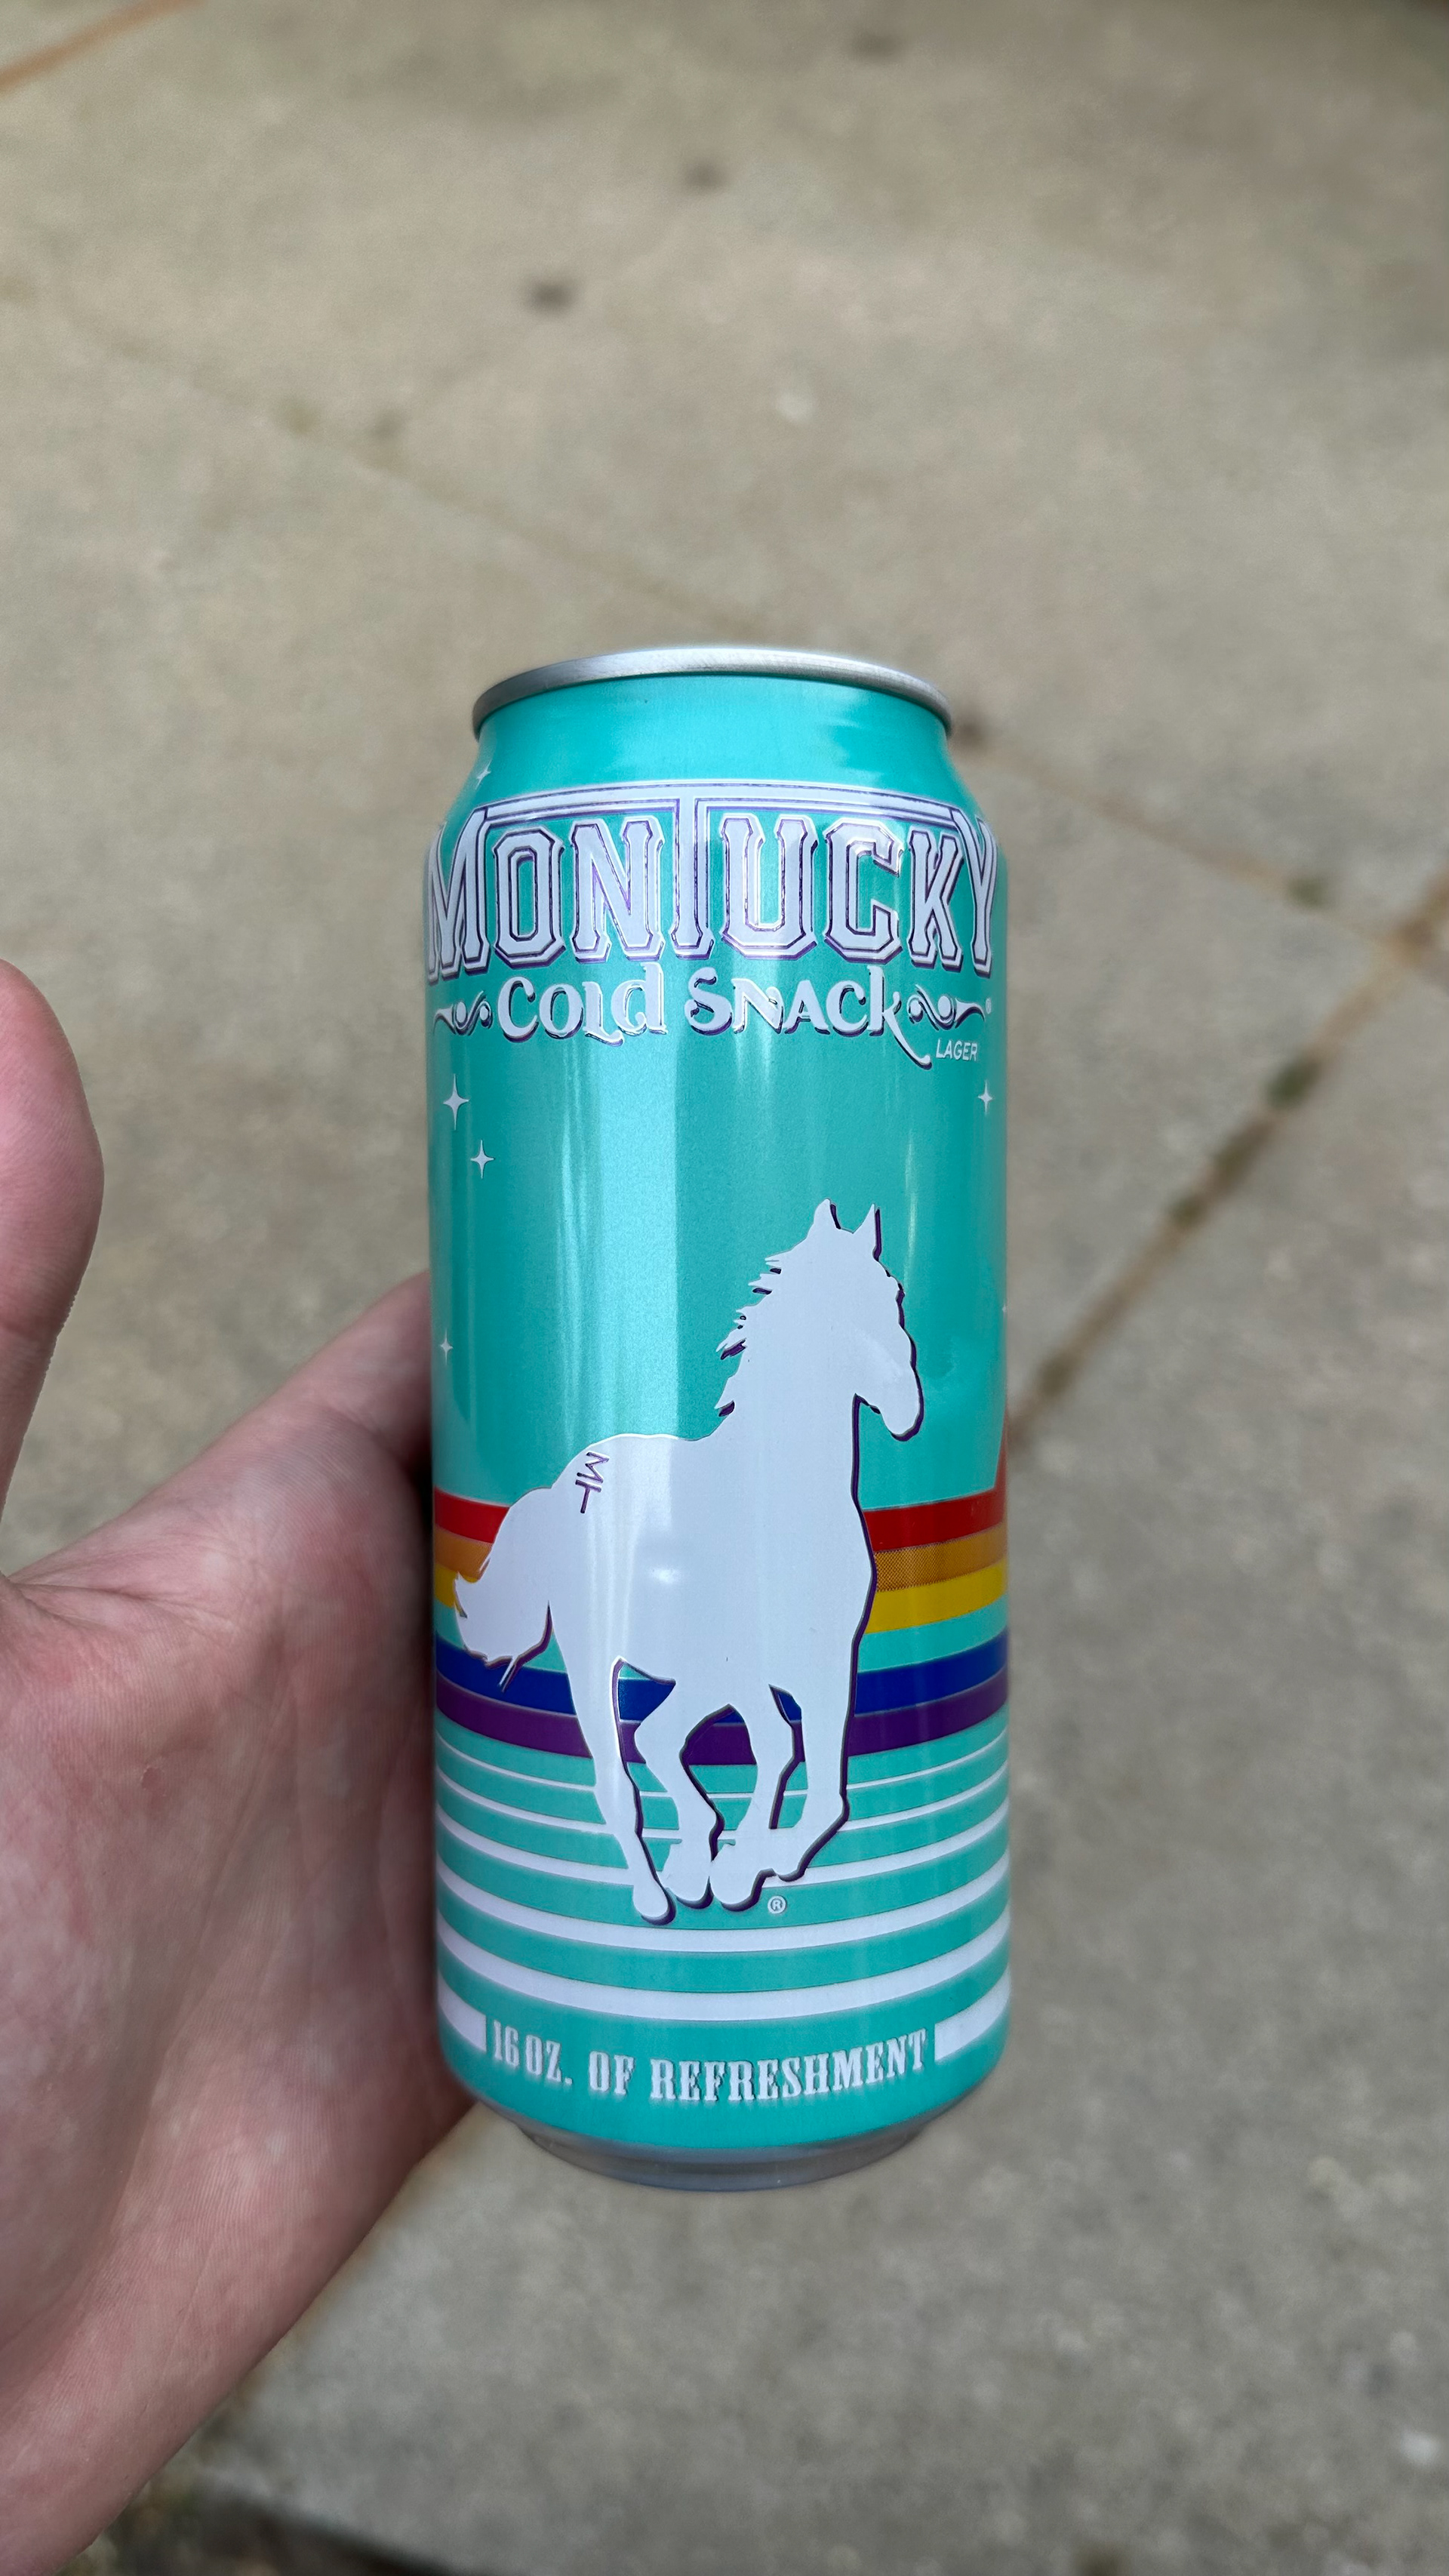 MONTUCKY
Cold Snack
LAGER
MT
®
16 OZ. OF REFRESHMENT